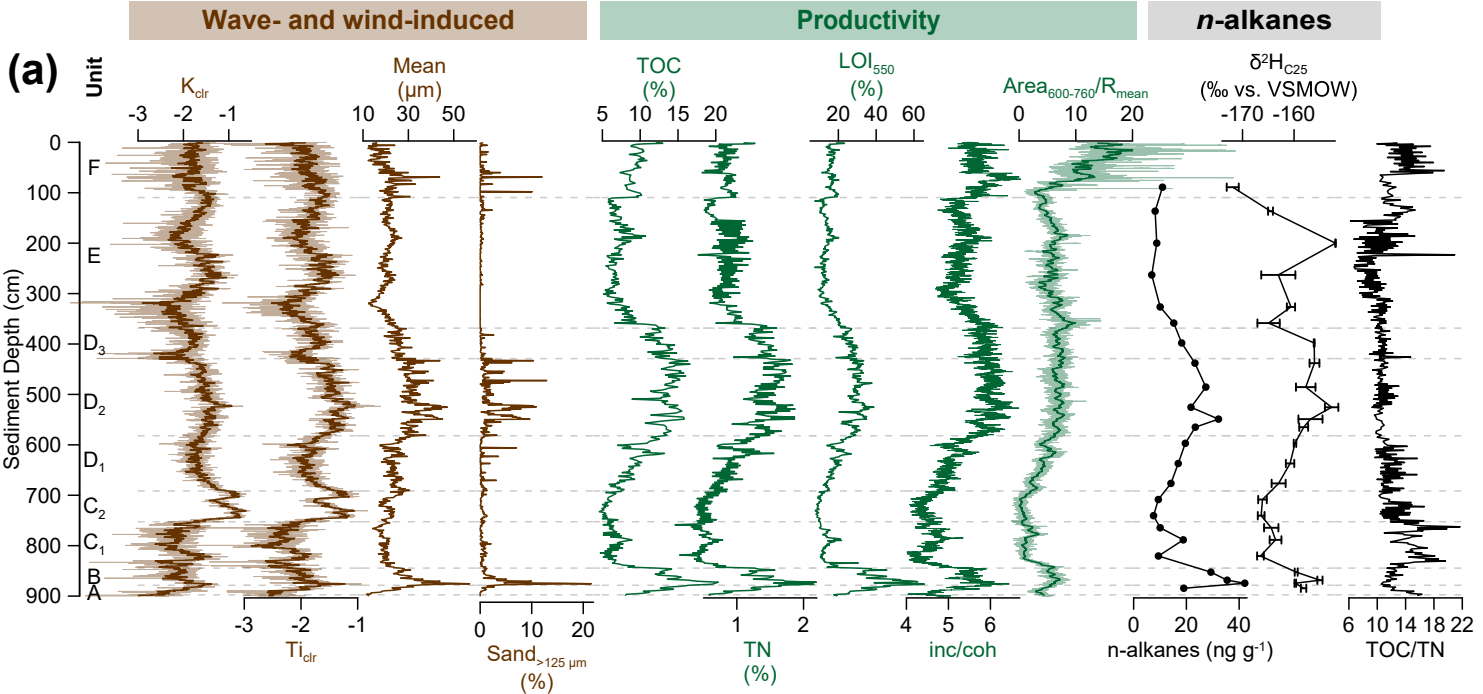 Wave- and wind-induced Productivity n-alkanes
(a)
Unit
K_clr
Mean
(µm)
TOC
(%)
LOI_550
(%)
Area_600-760/R_mean
δ²H_C25
(‰ vs. VSMOW)
-3 -2 -1 10 30 50 5 10 15 20 20 40 60 0 10 20 -170 -160
Sediment Depth (cm)
0
100
200
300
400
500
600
700
800
900
F
E
D_3
D_2
D_1
C_2
C_1
B
A
-3 -2 -1 0 10 20 1 2 4 5 6 0 20 40 6 10 14 18 22
Ti_clr
Sand_>125 µm
(%)
TN
(%)
inc/coh
n-alkanes (ng g⁻¹)
TOC/TN